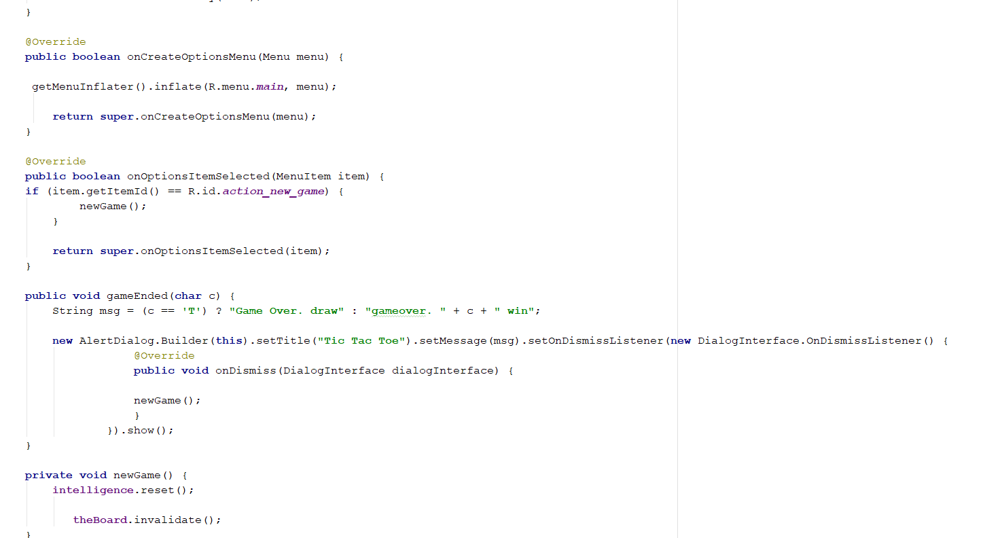 }
@Override
public boolean onCreateOptionsMenu(Menu menu) {
getMenuInflater().inflate(R.menu.main, menu);
return super.onCreateOptionsMenu(menu);
}
@Override
public boolean onOptionsItemSelected(MenuItem item) {
if (item.getItemId() == R.id.action_new_game) {
newGame();
}
return super.onOptionsItemSelected(item);
}
public void gameEnded(char c) {
String msg = (c == 'T') ? "Game Over. draw" : "gameover. " + c + " win";
new AlertDialog.Builder(this).setTitle("Tic Tac Toe").setMessage(msg).setOnDismissListener(new DialogInterface.OnDismissListener() {
@Override
public void onDismiss(DialogInterface dialogInterface) {
newGame();
}
}).show();
}
private void newGame() {
intelligence.reset();
theBoard.invalidate();
}